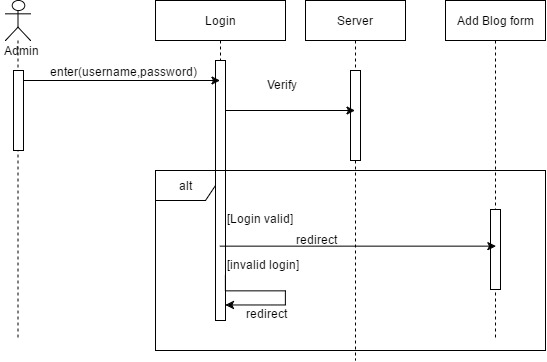 Login
Server
Add Blog form
Admin
enter(username,password)
Verify
alt
[Login valid]
redirect
[invalid login]
redirect